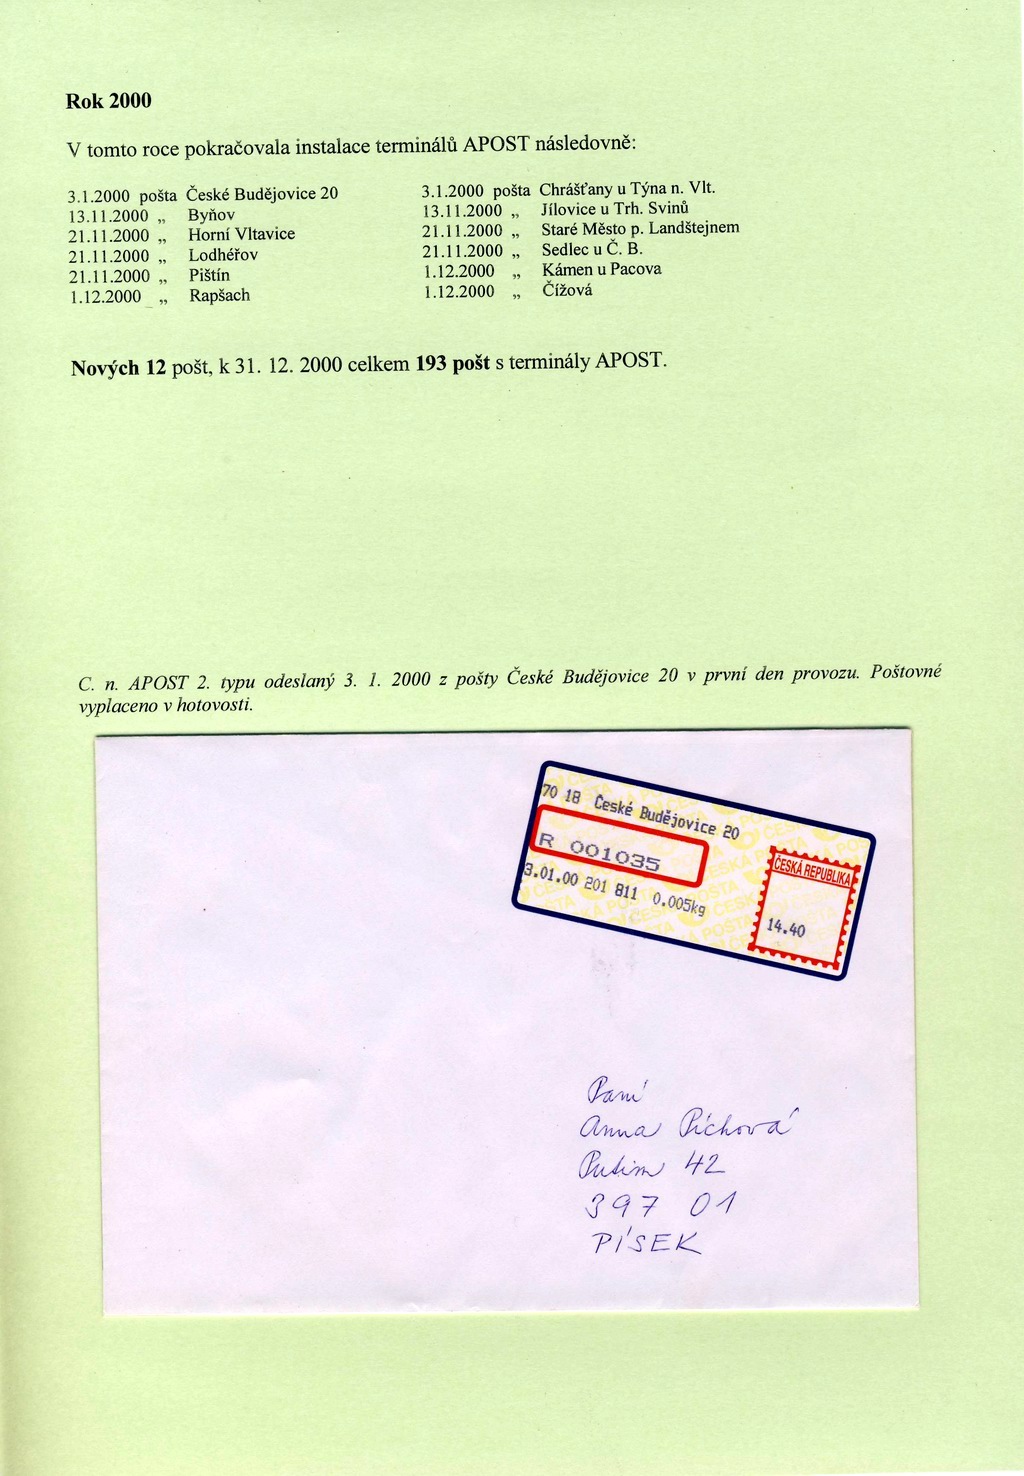 Rok 2000
V tomto roce pokračovala instalace terminálů APOST následovně:
3.1.2000 pošta České Budějovice 20
13.11.2000 „ Byňov
21.11.2000 „ Horní Vltavice
21.11.2000 „ Lodhéřov
21.11.2000 „ Pištín
1.12.2000 „ Rapšach
3.1.2000 pošta Chrášťany u Týna n. Vlt.
13.11.2000 „ Jílovice u Trh. Svinů
21.11.2000 „ Staré Město p. Landštejnem
21.11.2000 „ Sedlec u Č. B.
1.12.2000 „ Kámen u Pacova
1.12.2000 „ Čížová
Nových 12 pošt, k 31. 12. 2000 celkem 193 pošt s terminály APOST.
C. n. APOST 2. typu odeslaný 3. 1. 2000 z pošty České Budějovice 20 v první den provozu. Poštovné
vyplaceno v hotovosti.
70 18 České Budějovice 20
R 001035
3.01.00 201 811 0.005kg
ČESKÁ REPUBLIKA
14.40
Paní
Anna Píchová
Putim 42
397 01
PÍSEK